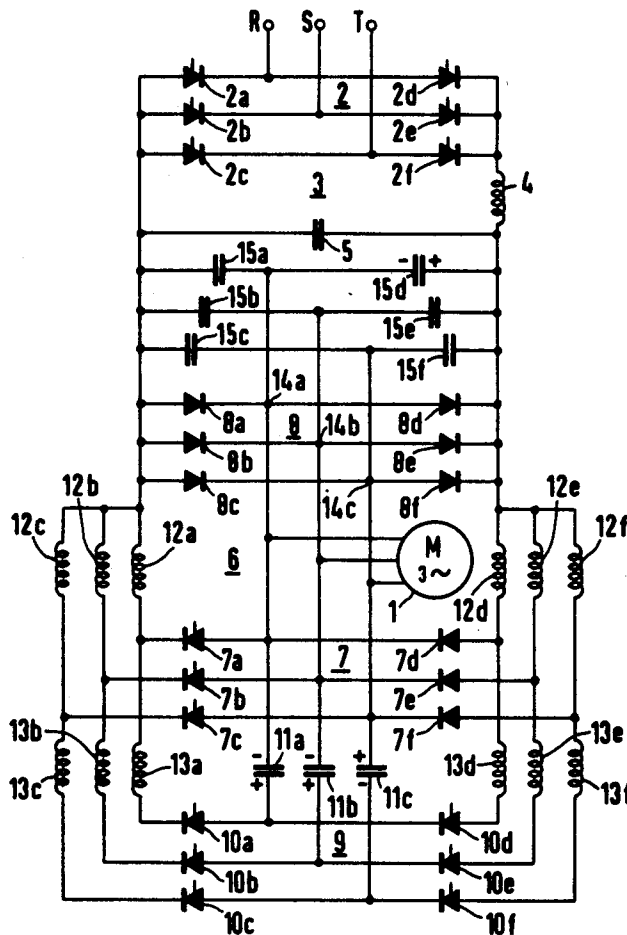 R S T
2a 2 2d
2b 2e
2c 2f
3 4
5
15a - +
15b 15d
15c 15e
15f
14a
8a 8 14b 8d
8b 8e
8c 14c 8f
12c 12b 12a 12e 12f
6 M
3~
1 12d
7a 7 7d
7b 7e
7c 7f
13b - - + 13e
13c 13a + 11a + 11b - 11c 13d 13f
10a 9 10d
10b 10e
10c 10f